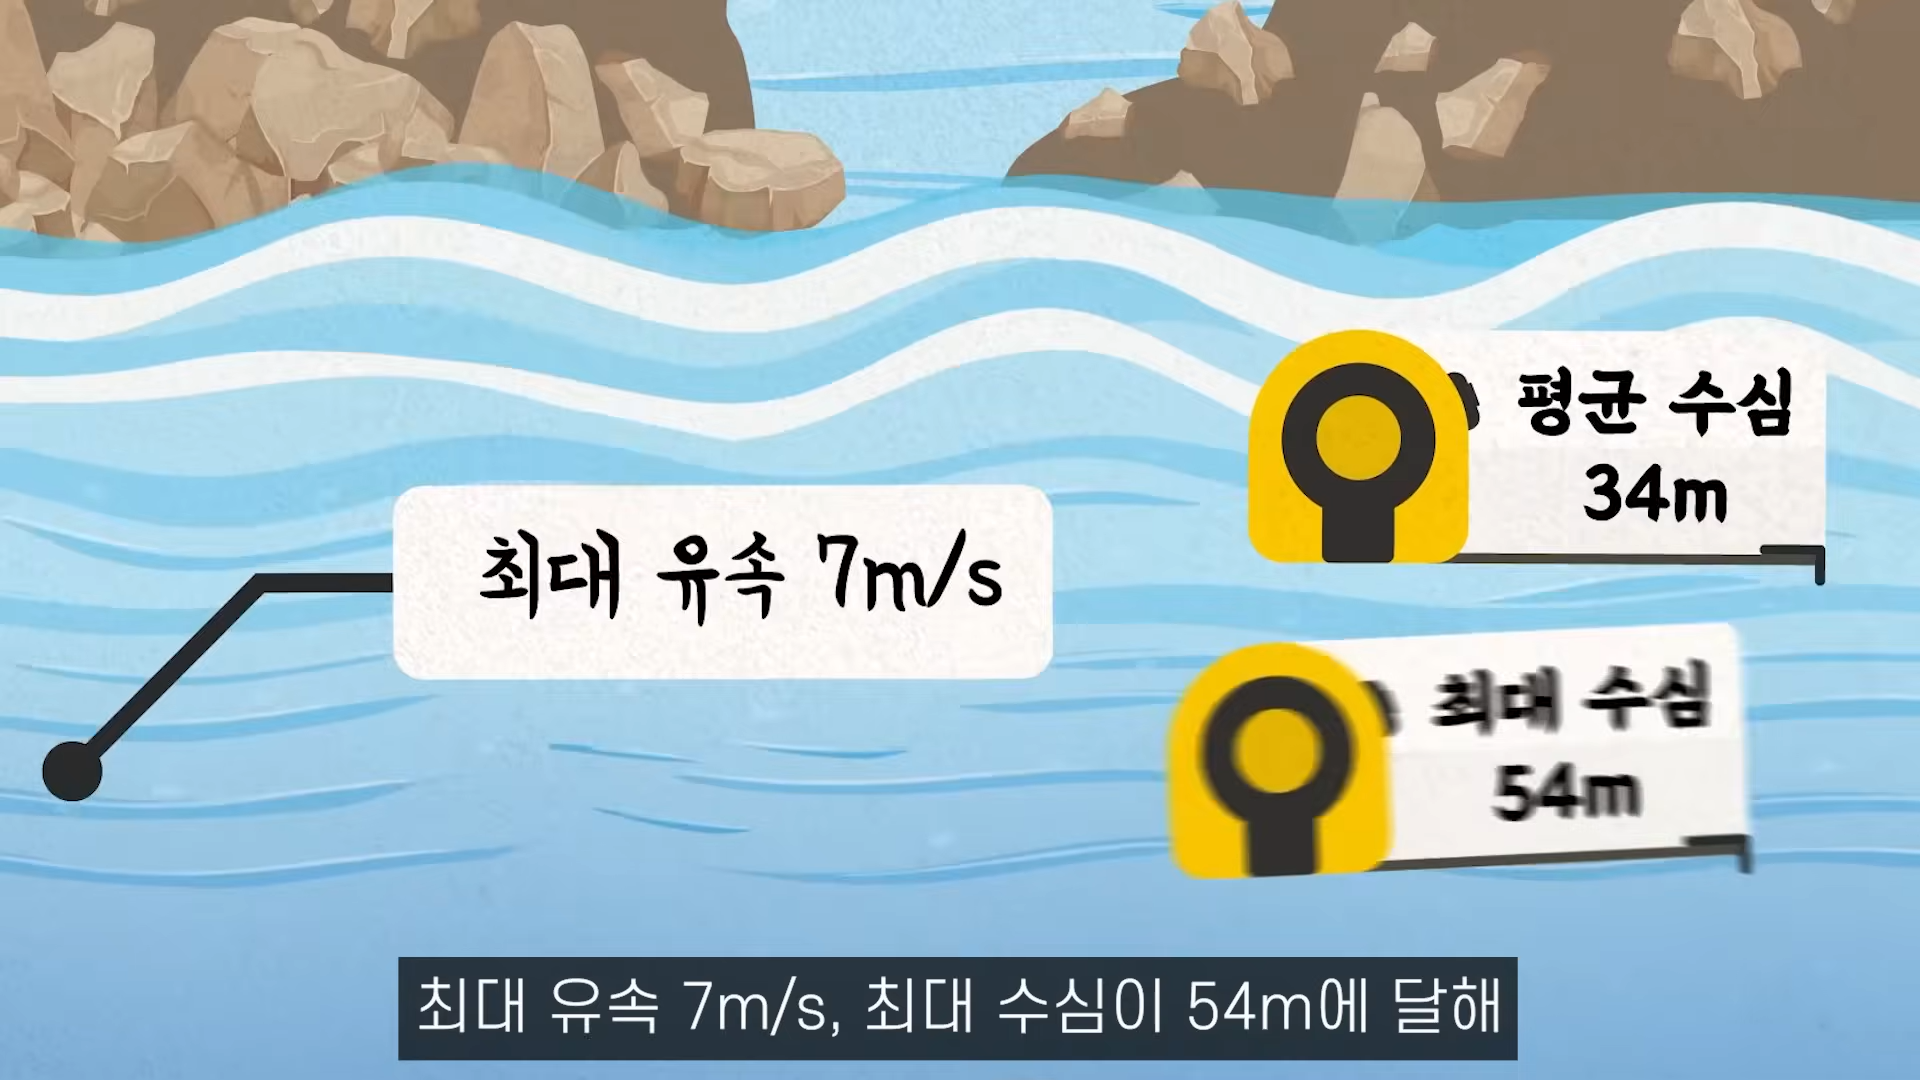 평균 수심
34m
최대 유속 7m/s
최대 수심
54m
최대 유속 7m/s, 최대 수심이 54m에 달해